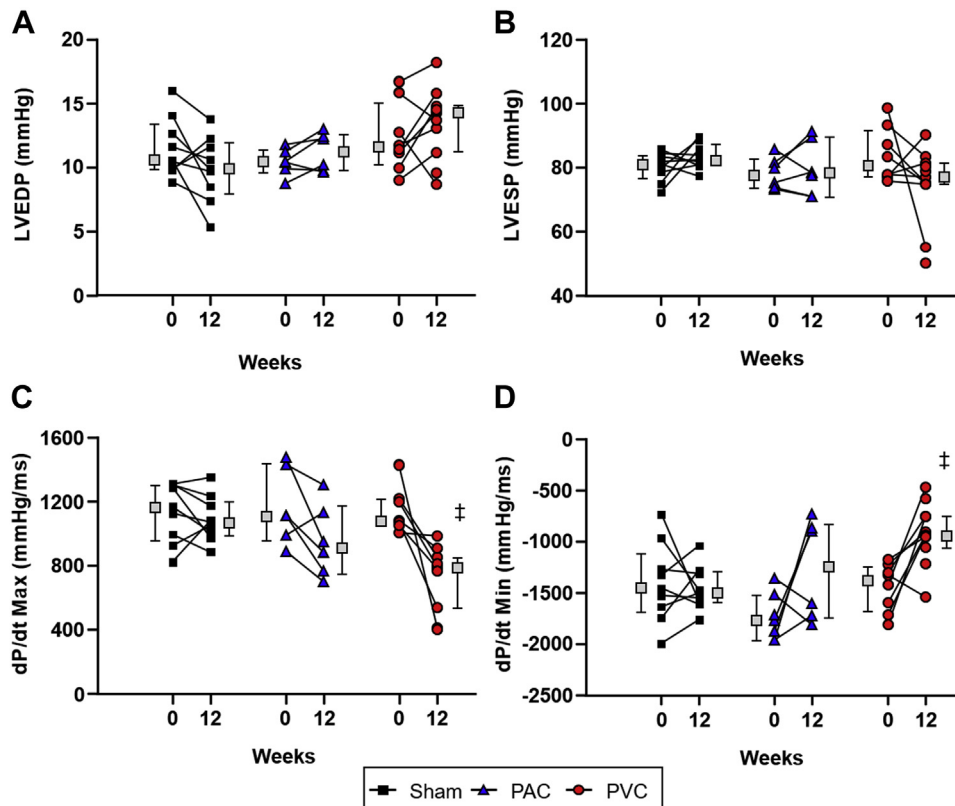 A
20
15
10
5
0
LVEDP (mmHg)
0 12 0 12 0 12
Weeks
B
120
100
80
60
40
LVESP (mmHg)
0 12 0 12 0 12
Weeks
C
1600
1200
800
400
0
dP/dt Max (mmHg/ms)
‡
0 12 0 12 0 12
Weeks
D
0
-500
-1000
-1500
-2000
-2500
dP/dt Min (mmHg/ms)
‡
0 12 0 12 0 12
Weeks
Sham PAC PVC